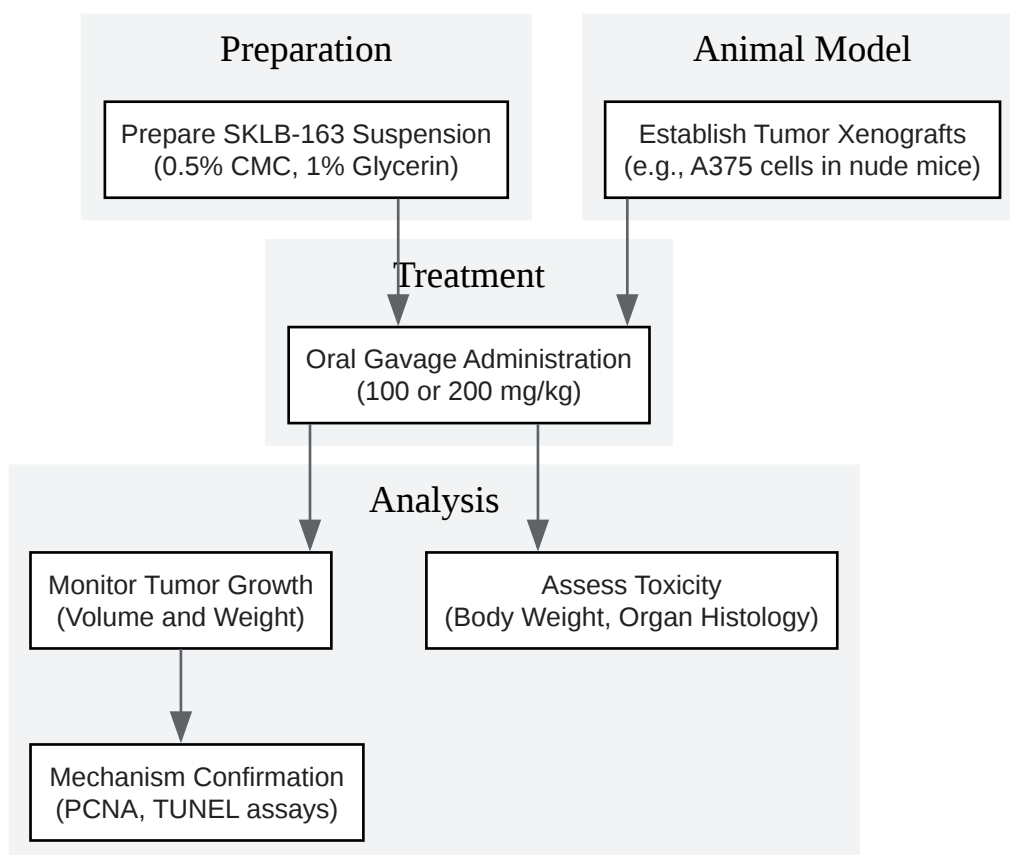 Preparation
Prepare SKLB-163 Suspension
(0.5% CMC, 1% Glycerin)
Animal Model
Establish Tumor Xenografts
(e.g., A375 cells in nude mice)
Treatment
Oral Gavage Administration
(100 or 200 mg/kg)
Analysis
Monitor Tumor Growth
(Volume and Weight)
Assess Toxicity
(Body Weight, Organ Histology)
Mechanism Confirmation
(PCNA, TUNEL assays)